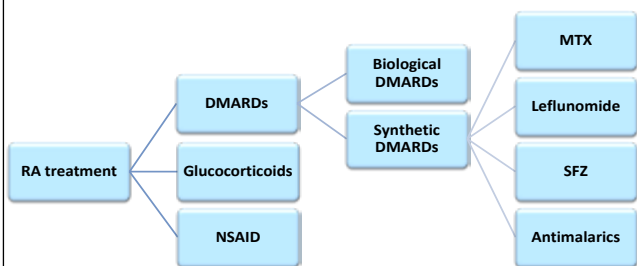 RA treatment
DMARDs
Glucocorticoids
NSAID
Biological
DMARDs
Synthetic
DMARDs
MTX
Leflunomide
SFZ
Antimalarics